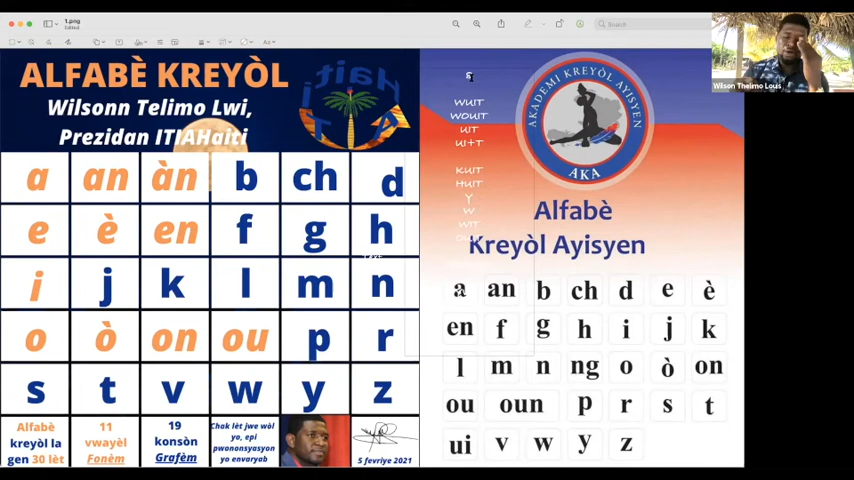 1.png
Edited
Search
ALFABÈ KREYÒL
Wilsonn Telimo Lwi,
Prezidan ITIAHaiti
Haiti
a an àn b ch d
e è en f g h
i j k l m n
o ò on ou p r
s t v w y z
Alfabè
kreyòl la
gen 30 lèt
11
vwayèl
Fonèm
19
konsòn
Grafèm
Chak lèt jwe wòl
yo, epi
pwononsyasyon
yo envaryab
5 fevriye 2021
WUIT
WOUIT
UIT
UI+T
KUIT
HUIT
Y
W
WIT
AKADEMI KREYÒL AYISYEN
AKA
Alfabè
Kreyòl Ayisyen
a an b ch d e è
en f g h i j k
l m n ng o ò on
ou oun p r s t
ui v w y z
Wilson Thelimo Louis